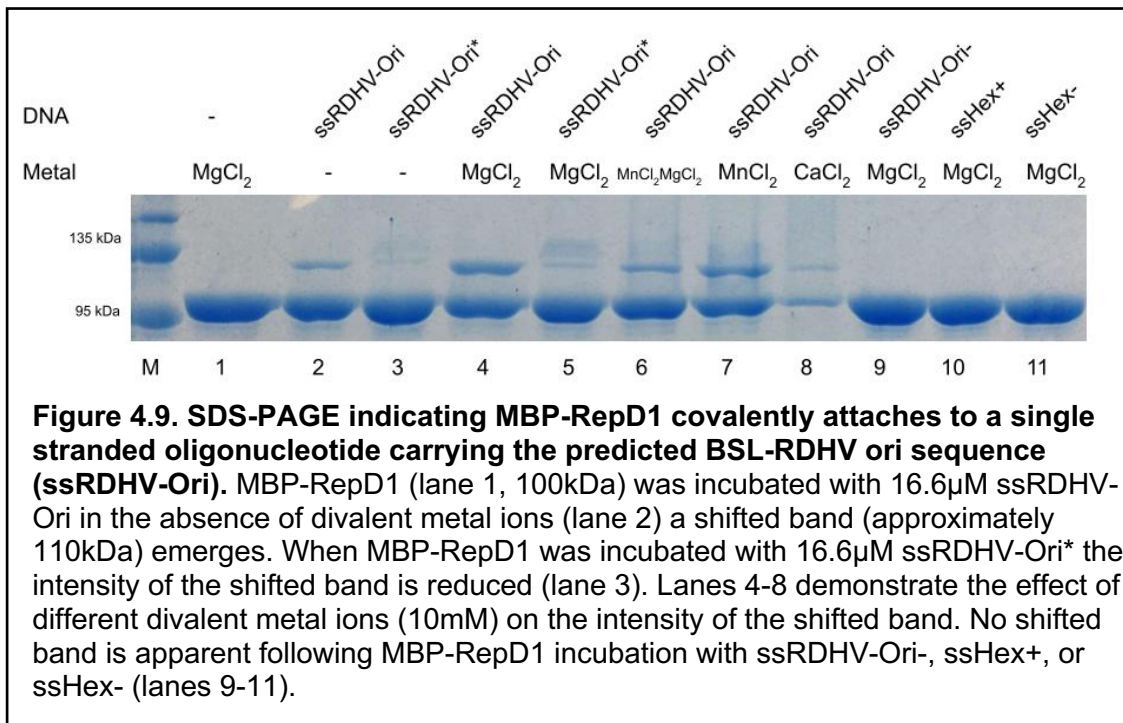 ssRDHV-Ori ssRDHV-Ori* ssRDHV-Ori ssRDHV-Ori* ssRDHV-Ori ssRDHV-Ori ssRDHV-Ori ssRDHV-Ori- ssHex+ ssHex-
DNA -
Metal MgCl2 - - MgCl2 MgCl2 MnCl2MgCl2 MnCl2 CaCl2 MgCl2 MgCl2 MgCl2
135 kDa
95 kDa
M 1 2 3 4 5 6 7 8 9 10 11
Figure 4.9. SDS-PAGE indicating MBP-RepD1 covalently attaches to a single
stranded oligonucleotide carrying the predicted BSL-RDHV ori sequence
(ssRDHV-Ori). MBP-RepD1 (lane 1, 100kDa) was incubated with 16.6µM ssRDHV-
Ori in the absence of divalent metal ions (lane 2) a shifted band (approximately
110kDa) emerges. When MBP-RepD1 was incubated with 16.6µM ssRDHV-Ori* the
intensity of the shifted band is reduced (lane 3). Lanes 4-8 demonstrate the effect of
different divalent metal ions (10mM) on the intensity of the shifted band. No shifted
band is apparent following MBP-RepD1 incubation with ssRDHV-Ori-, ssHex+, or
ssHex- (lanes 9-11).